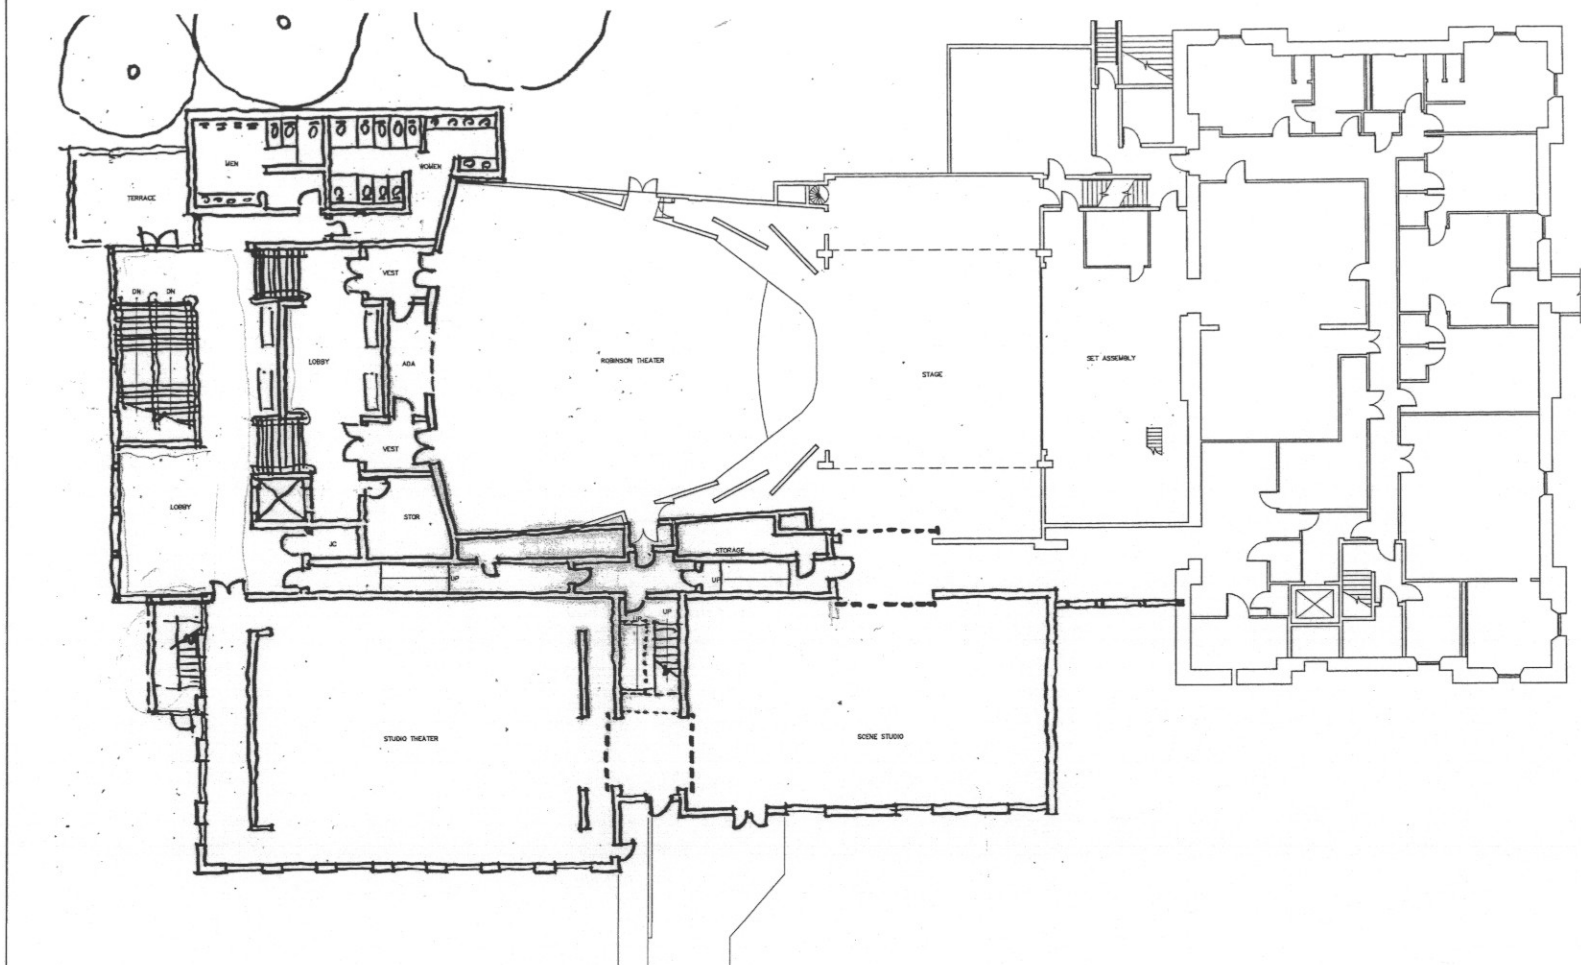 MEN
WOMEN
TERRACE
VEST
DN DN
LOBBY
ADA
ROBINSON THEATER
SET ASSEMBLY
STAGE
VEST
LOBBY
STOR
JC
STORAGE
UP
UP
UP
UP
STUDIO THEATER
SCENE STUDIO